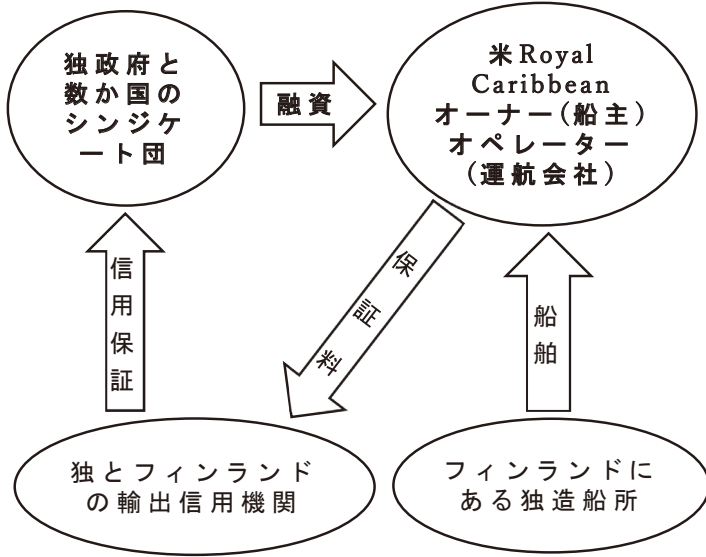 独政府と
数か国の
シンジケ
ート団
融資
米Royal
Caribbean
オーナー(船主)
オペレーター
(運航会社)
信用保証
保証料
船舶
独とフィンランド
の輸出信用機関
フィンランドに
ある独造船所